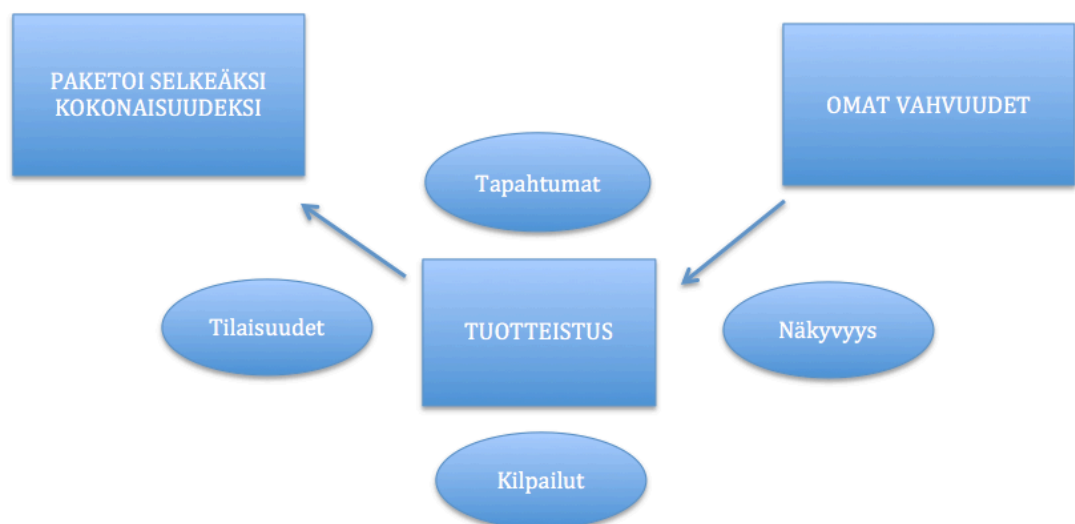 PAKETOI SELKEÄKSI
KOKONAISUUDEKSI
OMAT VAHVUUDET
Tapahtumat
Tilaisuudet
TUOTTEISTUS
Näkyvyys
Kilpailut